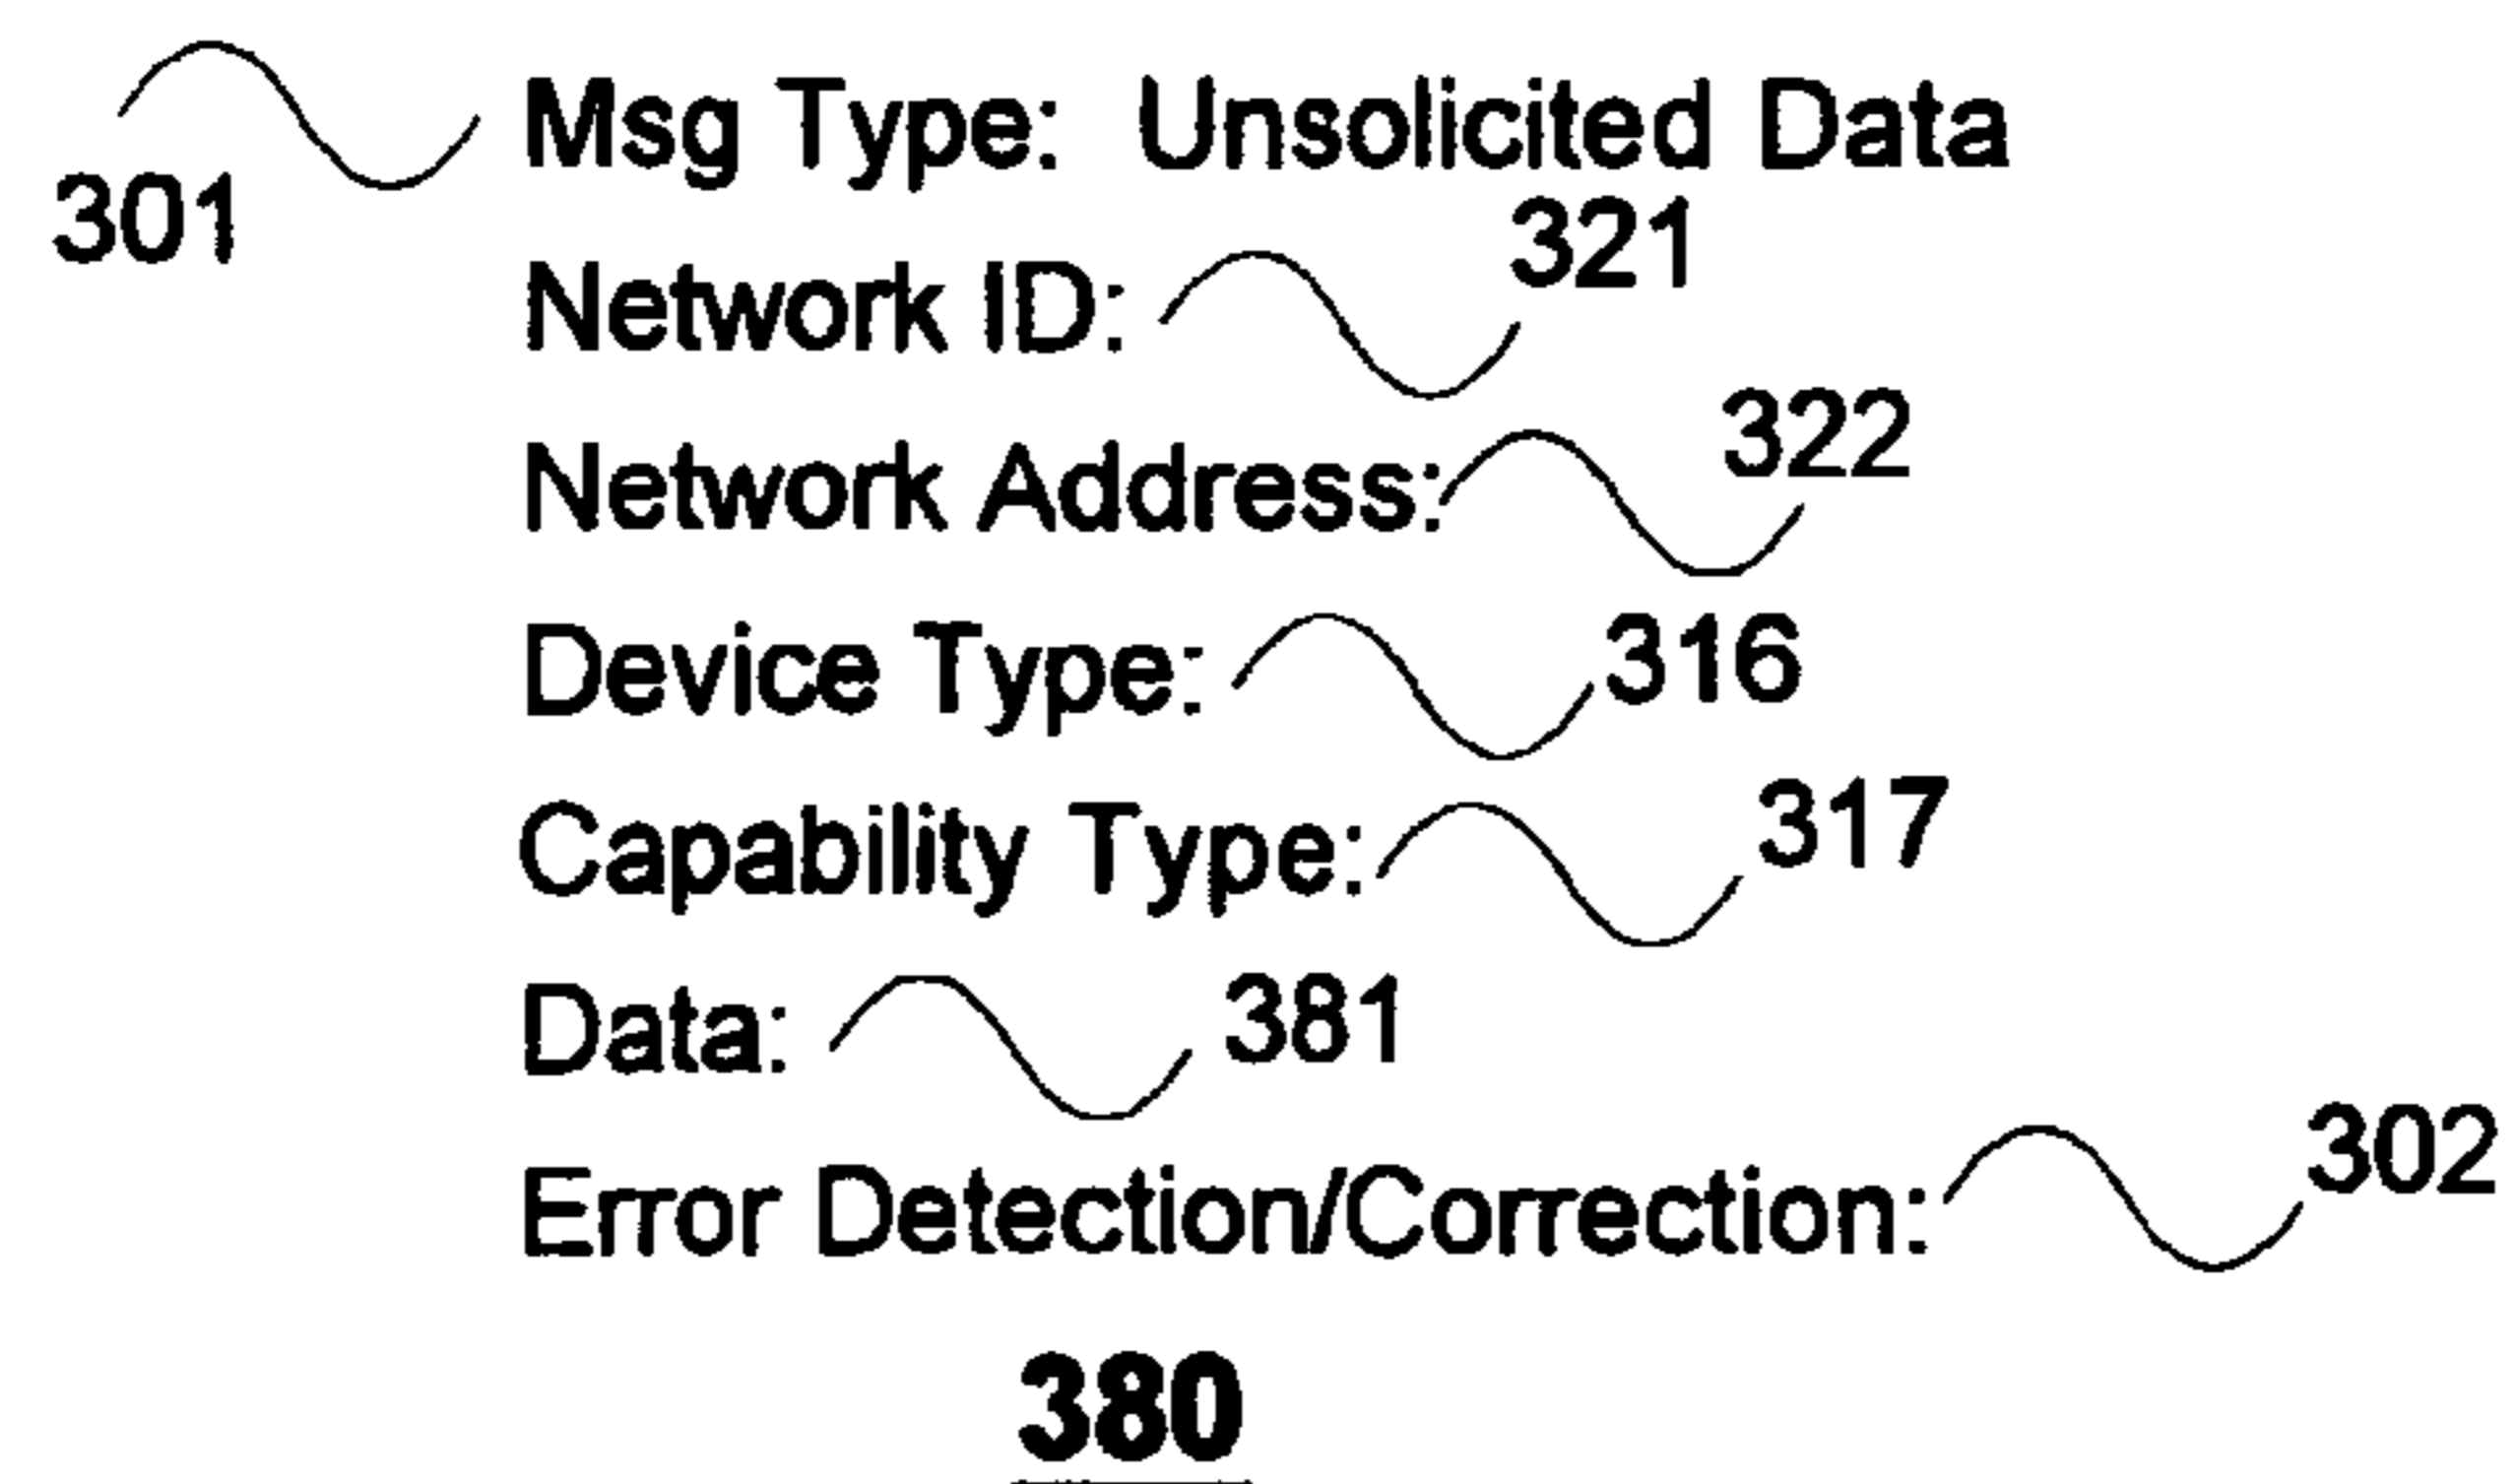 301 Msg Type: Unsolicited Data
Network ID: 321
Network Address: 322
Device Type: 316
Capability Type: 317
Data: 381
Error Detection/Correction: 302
380